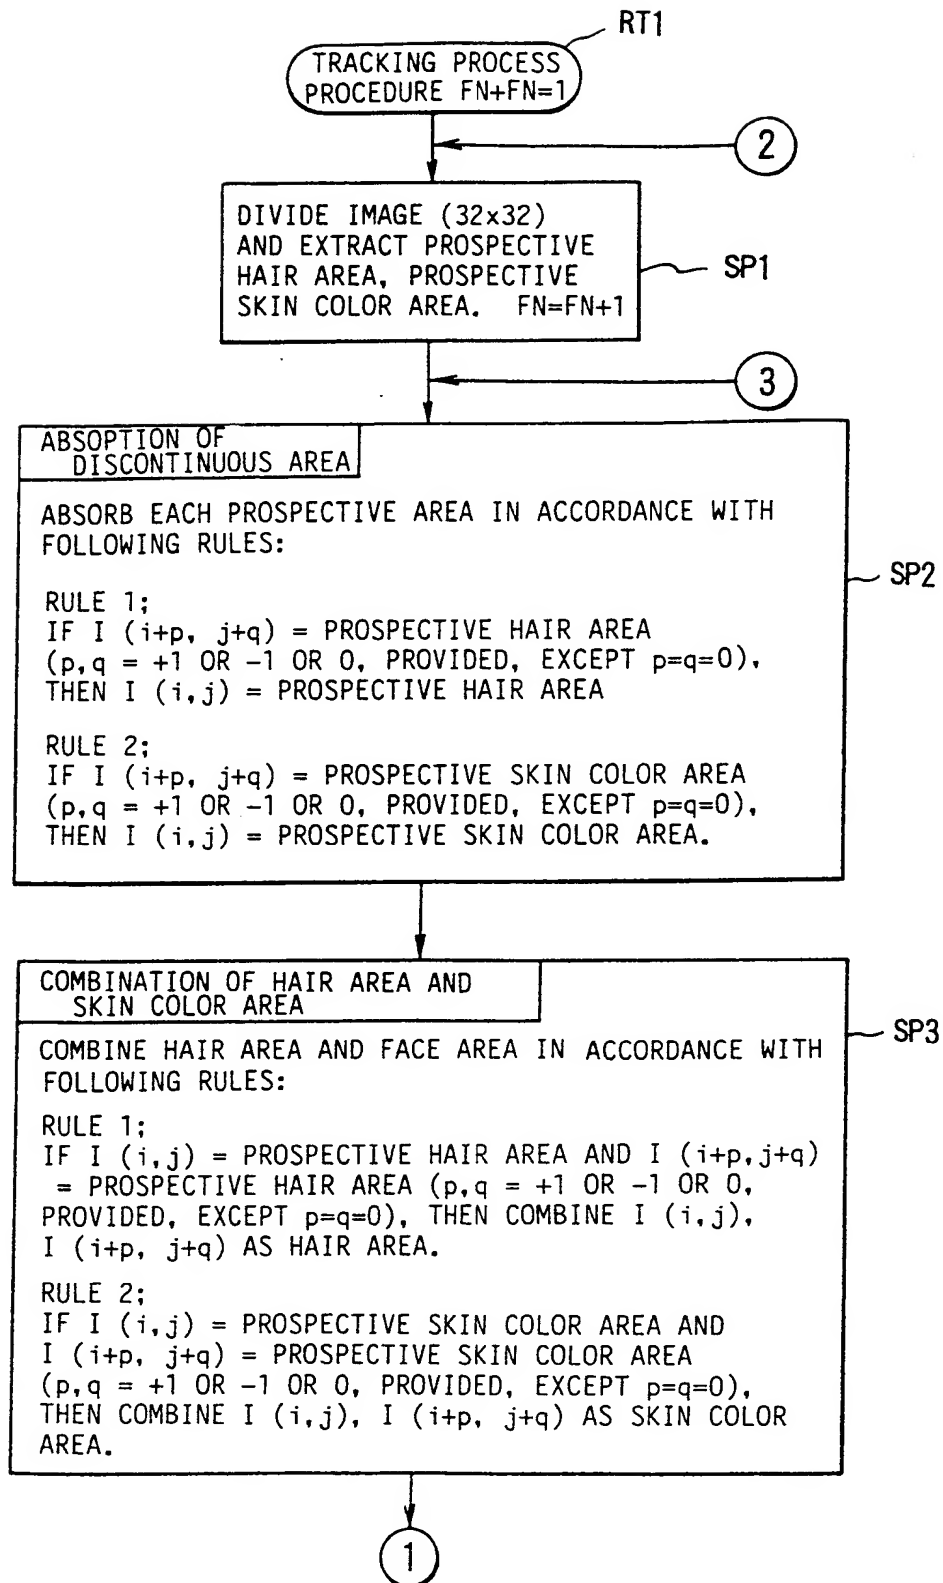 RT1
TRACKING PROCESS
PROCEDURE FN+FN=1
2
DIVIDE IMAGE (32x32)
AND EXTRACT PROSPECTIVE
HAIR AREA, PROSPECTIVE
SKIN COLOR AREA. FN=FN+1
SP1
3
ABSOPTION OF
DISCONTINUOUS AREA
ABSORB EACH PROSPECTIVE AREA IN ACCORDANCE WITH
FOLLOWING RULES:
SP2
RULE 1;
IF I (i+p, j+q) = PROSPECTIVE HAIR AREA
(p,q = +1 OR -1 OR 0, PROVIDED, EXCEPT p=q=0),
THEN I (i,j) = PROSPECTIVE HAIR AREA
RULE 2;
IF I (i+p, j+q) = PROSPECTIVE SKIN COLOR AREA
(p,q = +1 OR -1 OR 0, PROVIDED, EXCEPT p=q=0),
THEN I (i,j) = PROSPECTIVE SKIN COLOR AREA.
COMBINATION OF HAIR AREA AND
SKIN COLOR AREA
SP3
COMBINE HAIR AREA AND FACE AREA IN ACCORDANCE WITH
FOLLOWING RULES:
RULE 1;
IF I (i,j) = PROSPECTIVE HAIR AREA AND I (i+p,j+q)
= PROSPECTIVE HAIR AREA (p,q = +1 OR -1 OR 0,
PROVIDED, EXCEPT p=q=0), THEN COMBINE I (i,j),
I (i+p, j+q) AS HAIR AREA.
RULE 2;
IF I (i,j) = PROSPECTIVE SKIN COLOR AREA AND
I (i+p, j+q) = PROSPECTIVE SKIN COLOR AREA
(p,q = +1 OR -1 OR 0, PROVIDED, EXCEPT p=q=0),
THEN COMBINE I (i,j), I (i+p, j+q) AS SKIN COLOR
AREA.
1